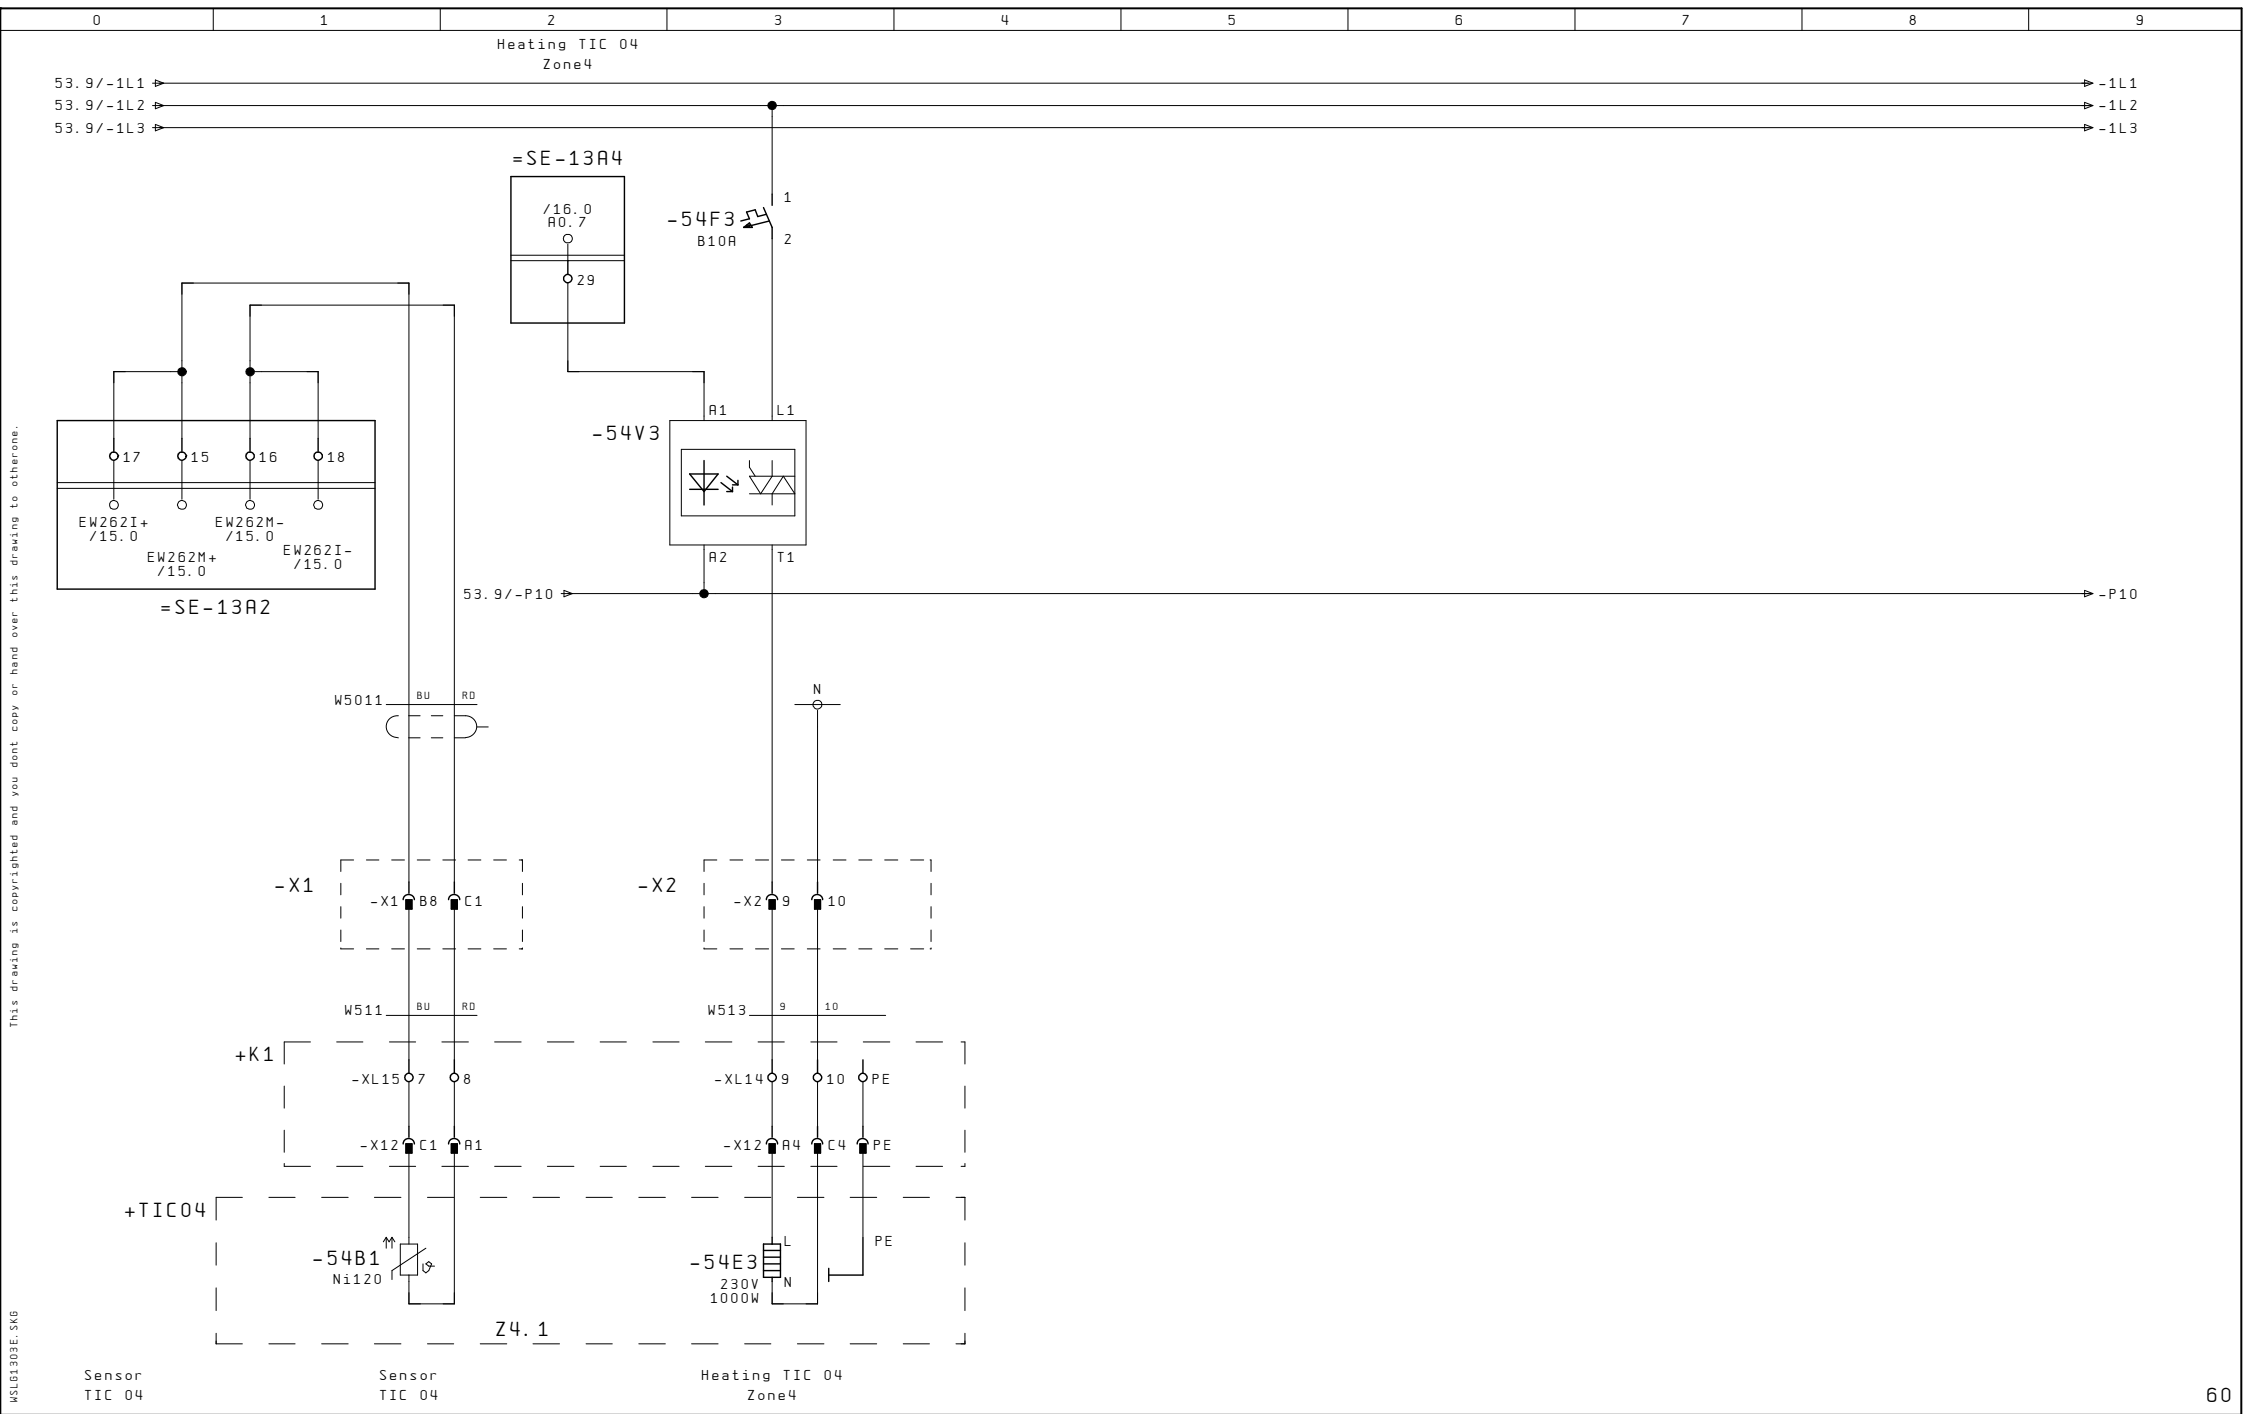 0 1 2 3 4 5 6 7 8 9
Heating TIC 04
Zone4
53.9/-1L1 -1L1
53.9/-1L2 -1L2
53.9/-1L3 -1L3
=SE-13A4
/16.0
A0.7
29
-54F3
B10A
1
2
17 15 16 18
EW262I+
/15.0
EW262M+
/15.0
EW262M-
/15.0
EW262I-
/15.0
=SE-13A2
A1 L1
-54V3
A2 T1
53.9/-P10 -P10
W5011 BU RD
N
-X1
-X1 B8 C1
-X2
-X2 9 10
W511 BU RD
W513 9 10
+K1
-XL15 7 8
-XL14 9 10 PE
-X12 C1 A1
-X12 A4 C4 PE
+TIC04
-54B1
Ni120
-54E3
230V
1000W
L
N
PE
Z4.1
Sensor
TIC 04
Sensor
TIC 04
Heating TIC 04
Zone4
60
This drawing is copyrighted and you dont copy or hand over this drawing to otherone.
WSLG1303E.SKG